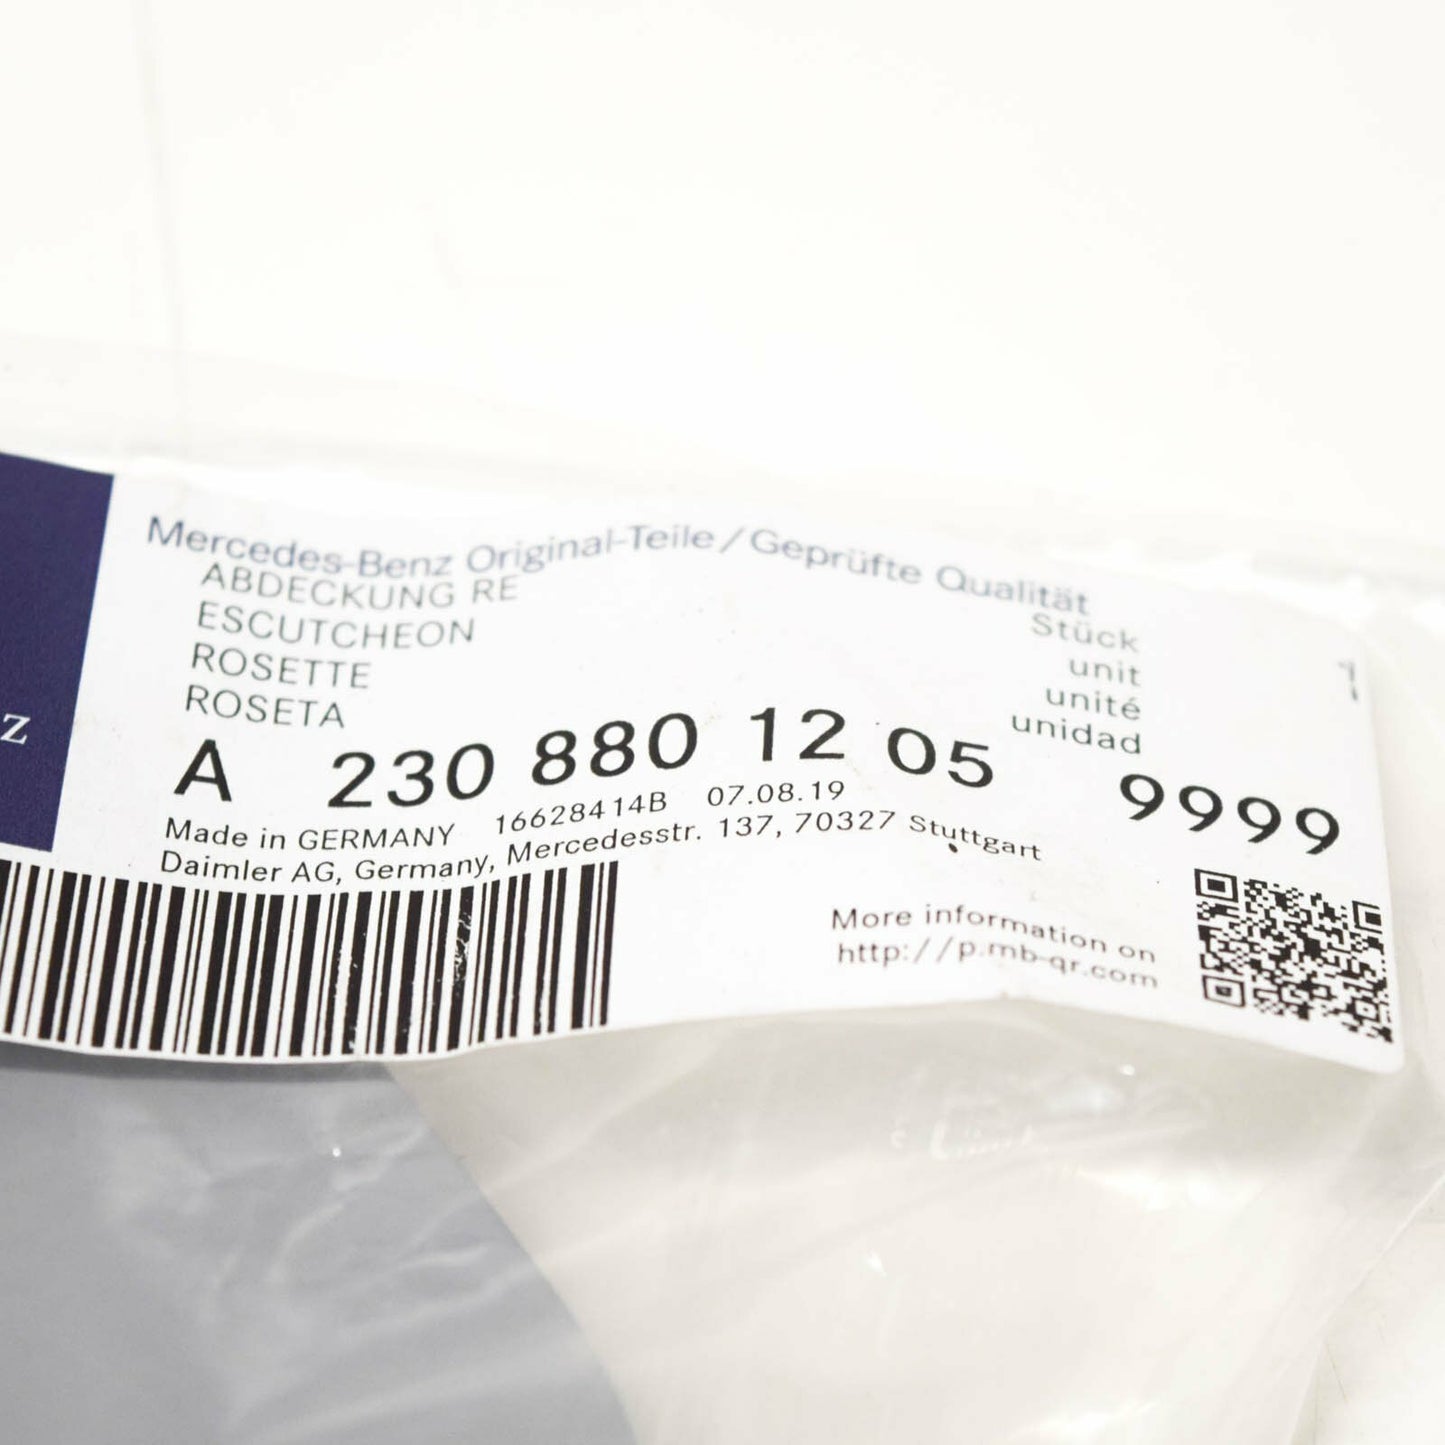 Mercedes-Benz Original-Teile/Geprüfte Qualität
ABDECKUNG RE Stück 1
ESCUTCHEON unit
ROSETTE unité
ROSETA unidad
A 230 880 12 05 9999
Made in GERMANY 16628414B 07.08.19
Daimler AG, Germany, Mercedesstr. 137, 70327 Stuttgart
More information on
http://p.mb-qr.com
z